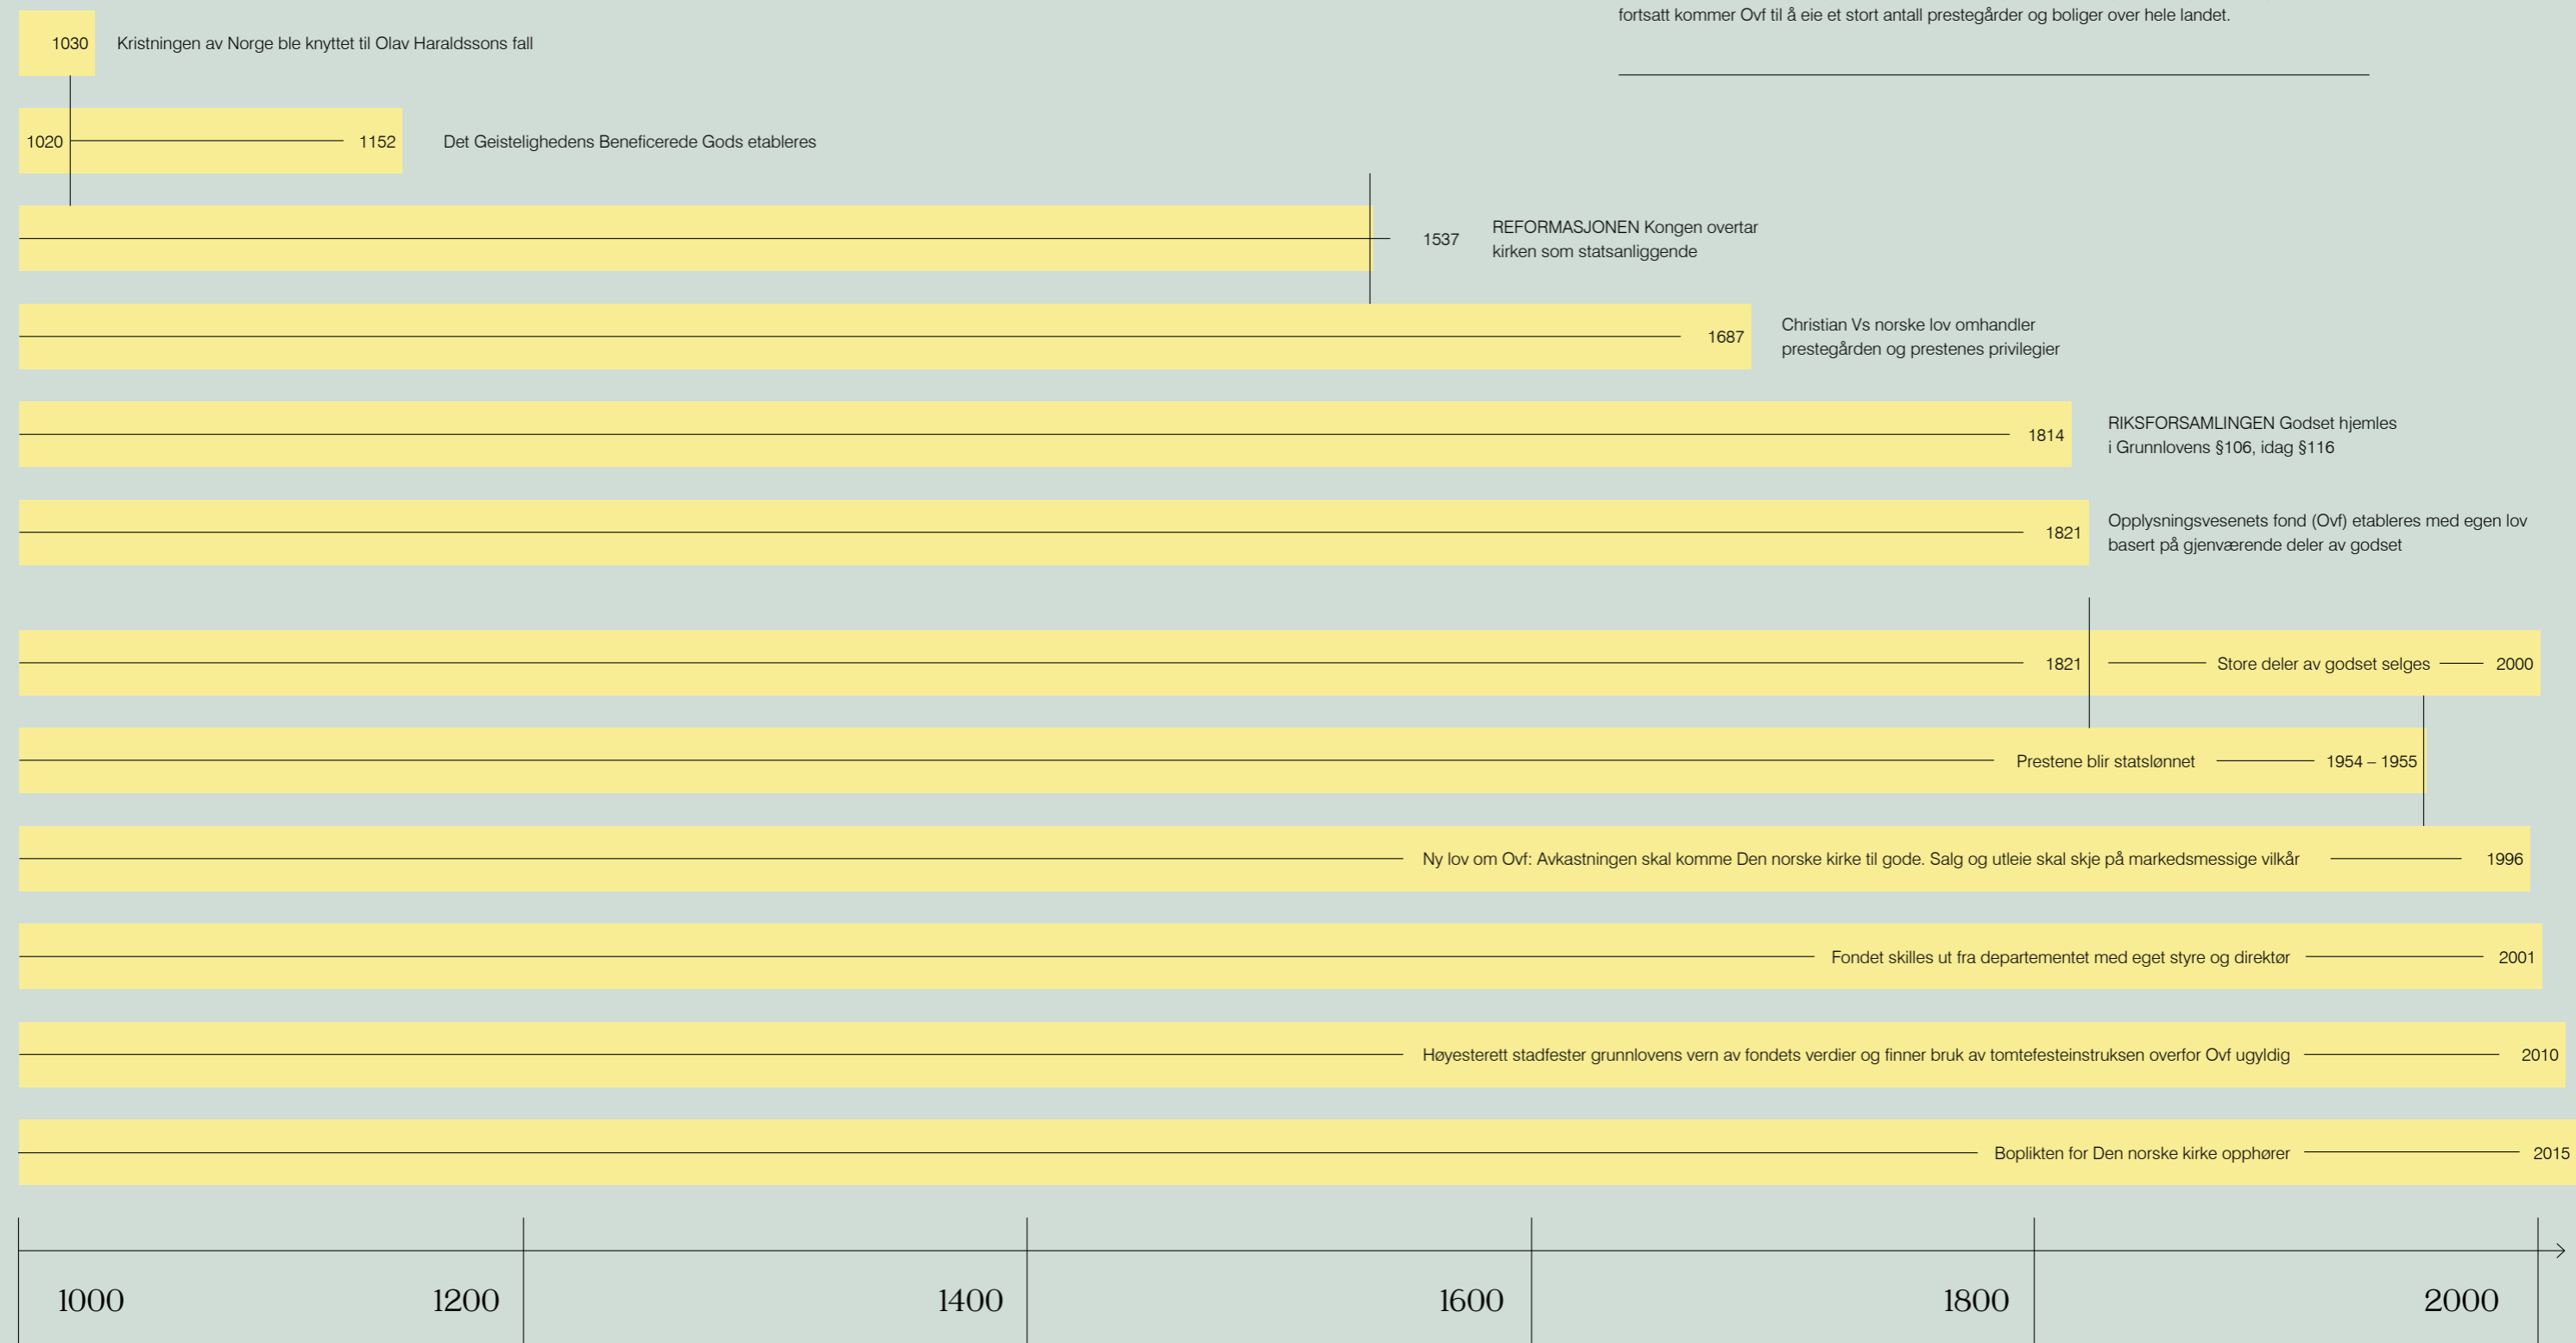 fortsatt kommer Ovf til å eie et stort antall prestegårder og boliger over hele landet.
1030 Kristningen av Norge ble knyttet til Olav Haraldssons fall
1020 1152 Det Geistelighedens Beneficerede Gods etableres
1537 REFORMASJONEN Kongen overtar
kirken som statsanliggende
1687 Christian Vs norske lov omhandler
prestegården og prestenes privilegier
1814 RIKSFORSAMLINGEN Godset hjemles
i Grunnlovens §106, idag §116
1821 Opplysningsvesenets fond (Ovf) etableres med egen lov
basert på gjenværende deler av godset
1821 Store deler av godset selges 2000
Prestene blir statslønnet 1954 – 1955
Ny lov om Ovf: Avkastningen skal komme Den norske kirke til gode. Salg og utleie skal skje på markedsmessige vilkår 1996
Fondet skilles ut fra departementet med eget styre og direktør 2001
Høyesterett stadfester grunnlovens vern av fondets verdier og finner bruk av tomtefesteinstruksen overfor Ovf ugyldig 2010
Boplikten for Den norske kirke opphører 2015
1000 1200 1400 1600 1800 2000